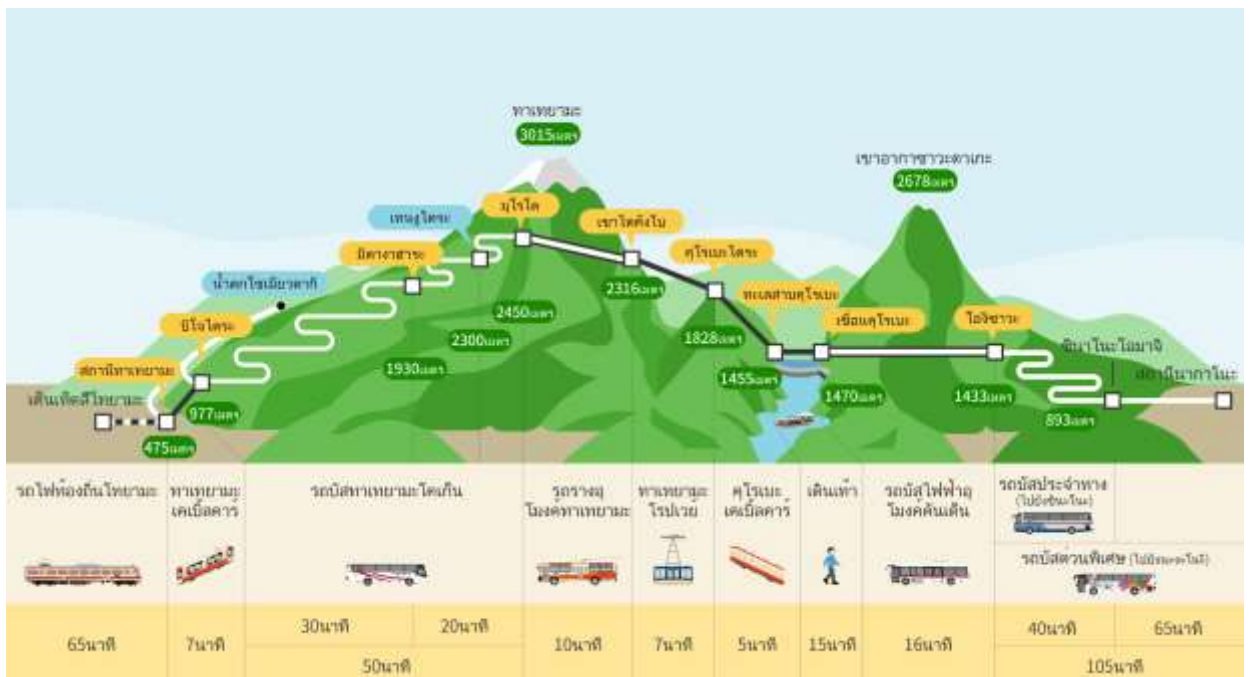 ทาเทยามะ
3015เมตร
เขาอากาซาวะดาเกะ
2678เมตร
มุโรโด
เทนงูไดระ
เขาไดคังโบ
มิดางาฮาระ
คุโรเบะไดระ
น้ำตกโชเมียวดากิ
2316เมตร
ทะเลสาบคุโรเบะ
2450เมตร
บิโจไดระ
เขื่อนคุโรเบะ
โอกิซาวะ
2300เมตร
1828เมตร
ชินาโนะโอมาจิ
1930เมตร
สถานีทาเทยามะ
สถานีนากาโนะ
1455เมตร
977เมตร
1470เมตร
1433เมตร
เด็นเท็ตสึโทยามะ
893เมตร
475เมตร
รถไฟท้องถิ่นโทยามะ
ทาเทยามะ
เคเบิ้ลคาร์
รถบัสทาเทยามะโคเก็น
รถรางอุ
โมงค์ทาเทยามะ
ทาเทยามะ
โรปเวย์
คุโรเบะ
เคเบิ้ลคาร์
เดินเท้า
รถบัสไฟฟ้าอุ
โมงค์คันเด็น
รถบัสประจำทาง
รถบัสด่วนพิเศษ
65นาที
7นาที
30นาที
20นาที
50นาที
10นาที
7นาที
5นาที
15นาที
16นาที
40นาที
65นาที
105นาที